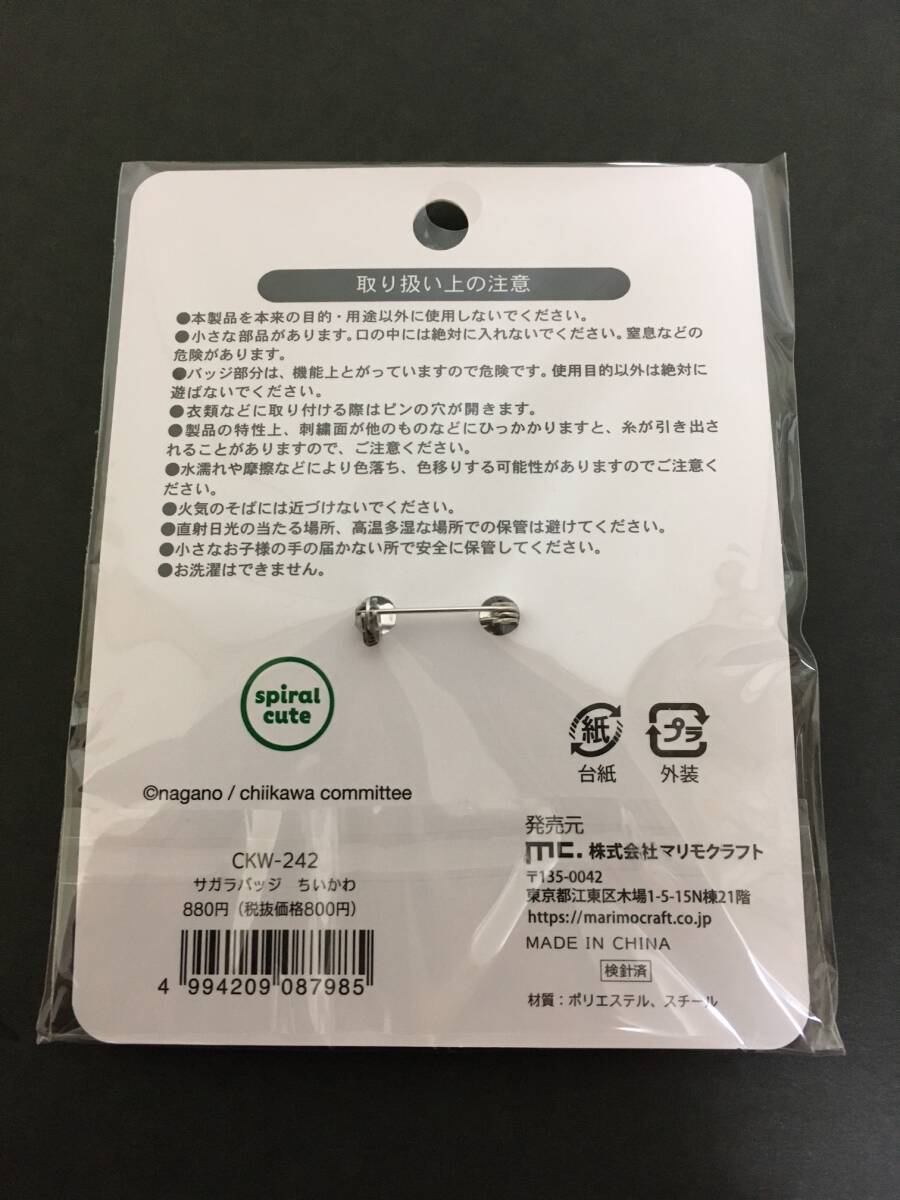 取り扱い上の注意
●本製品を本来の目的・用途以外に使用しないでください。
●小さな部品があります。口の中には絶対に入れないでください。窒息などの
危険があります。
●バッジ部分は、機能上とがっていますので危険です。使用目的以外は絶対に
遊ばないでください。
●衣類などに取り付ける際はピンの穴が開きます。
●製品の特性上、刺繍面が他のものなどにひっかかりますと、糸が引き出さ
れることがありますので、ご注意ください。
●水濡れや摩擦などにより色落ち、色移りする可能性がありますのでご注意く
ださい。
●火気のそばには近づけないでください。
●直射日光の当たる場所、高温多湿な場所での保管は避けてください。
●小さなお子様の手の届かない所で安全に保管してください。
●お洗濯はできません。
spiral
cute
紙
台紙
プラ
外装
©nagano / chiikawa committee
CKW-242
サガラバッジ ちいかわ
880円(税抜価格800円)
4 994209 087985
発売元
mc. 株式会社マリモクラフト
〒135-0042
東京都江東区木場1-5-15N棟21階
https://marimocraft.co.jp
MADE IN CHINA
検針済
材質:ポリエステル、スチール